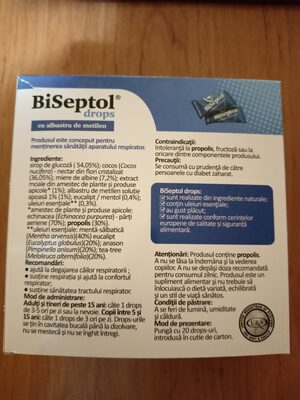 BiSeptol®
drops
cu albastru de metilen
Produsul este conceput pentru
menținerea sănătății aparatului respirator.
Ingrediente:
sirop de glucoză ( 54,05%); cocos (Cocos
nucifera) - nectar din flori cristalizat
(36,05%); miere de albine (7,2%); extract
moale din amestec de plante și produse
apicole* (1%); albastru de metilen soluție
apoasă 1% (1%); eucalipt / mentol (0,4%);
uleiuri esențiale** (0,3%).
*amestec de plante și produse apicole:
echinacea (Echinacea purpurea) - părți
aeriene (70%); propolis (30%)
**uleiuri esențiale: mentă-sălbatică
(Mentha arvensis)(40%) eucalipt
(Eucalyptus globulus)(20%); anason
(Pimpinella anisum)(20%); tea-tree
(Melaleuca alternifolia)(20%).
Recomandări:
• ajută la degajarea căilor respiratorii ;
• susține respirația și ajută la confortul
respirator;
• susține sănătatea tractului respirator.
Mod de administrare:
Adulți și tineri de peste 15 ani: câte 1 drops
de 3-5 ori pe zi sau la nevoie. Copii între 5 și
15 ani: câte 1 drops de 3 ori pe zi. Drops-urile
se țin în cavitatea bucală până la dizolvare,
nu se mestecă și nu se înghit întregi.
BiSeptol
Contraindicații:
Intoleranță la propolis, fructoză sau la
oricare dintre componentele produsului.
Precauții:
Se consumă cu prudență de către
persoanele cu diabet zaharat.
BiSeptol drops:
sunt realizate din ingrediente naturale;
conțin uleiuri esențiale;
au gust plăcut;
sunt realizate conform cerințelor
europene de calitate și siguranță
alimentară.
Atenționări: Produsul conține propolis.
A nu se lăsa la îndemâna și la vederea
copiilor. A nu se depăși doza recomandată
pentru consumul zilnic. Produsul este un
supliment alimentar și nu trebuie să
înlocuiască o dietă variată, echilibrată
și un stil de viață sănătos.
Condiții de păstrare:
A se feri de lumină, umiditate
și căldură.
Mod de prezentare:
Pungă cu 20 drops-uri,
introdusă în cutie de carton.